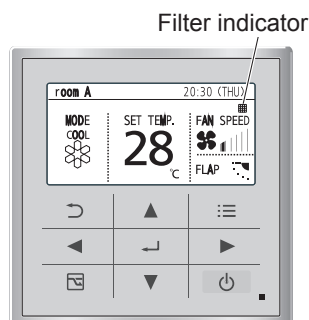 Filter indicator
room A 20:30 (THU)
MODE SET TEMP. FAN SPEED
COOL
28
°C
FLAP